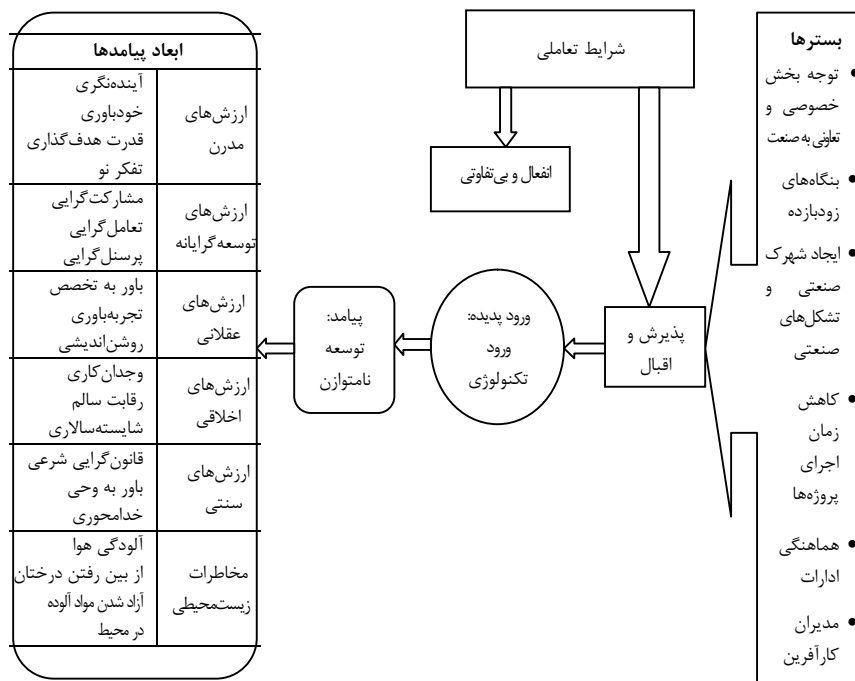 بسترها
• توجه بخش
خصوصی و
تعاونی به صنعت
• بنگاه‌های
زودبازده
• ایجاد شهرک
صنعتی و
تشکل‌های
صنعتی
• کاهش
زمان
اجرای
پروژه‌ها
• هماهنگی
ادارات
• مدیران
کارآفرین
شرایط تعاملی
انفعال و بی‌تفاوتی
پذیرش و
اقبال
ورود پدیده:
ورود
تکنولوژی
پیامد:
توسعه
نامتوازن
ابعاد پیامدها
ارزش‌های
مدرن
آینده‌نگری
خودباوری
قدرت هدف‌گذاری
تفکر نو
ارزش‌های
توسعه‌گرایانه
مشارکت‌گرایی
تعامل‌گرایی
پرسنل‌گرایی
ارزش‌های
عقلانی
باور به تخصص
تجربه‌باوری
روشن‌اندیشی
ارزش‌های
اخلاقی
وجدان‌کاری
رقابت سالم
شایسته‌سالاری
ارزش‌های
سنتی
قانون‌گرایی شرعی
باور به وحی
خدامحوری
مخاطرات
زیست‌محیطی
آلودگی هوا
از بین رفتن درختان
آزاد شدن مواد آلوده
در محیط